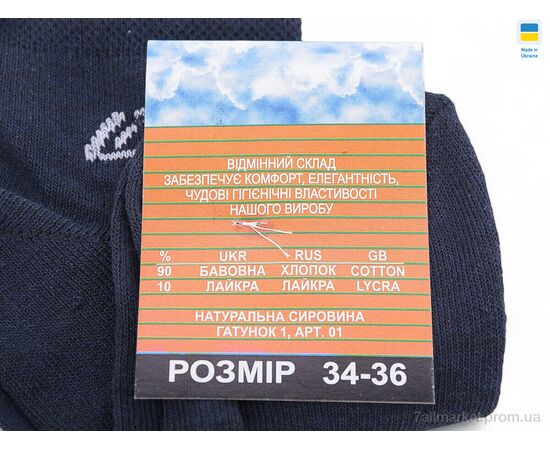 Made in
Ukraine
ВІДМІННИЙ СКЛАД
ЗАБЕЗПЕЧУЄ КОМФОРТ, ЕЛЕГАНТНІСТЬ,
ЧУДОВІ ГІГІЄНІЧНІ ВЛАСТИВОСТІ
НАШОГО ВИРОБУ
% UKR RUS GB
90 БАВОВНА ХЛОПОК COTTON
10 ЛАЙКРА ЛАЙКРА LYCRA
НАТУРАЛЬНА СИРОВИНА
ГАТУНОК 1, АРТ. 01
РОЗМІР 34-36
7allmarket.prom.ua